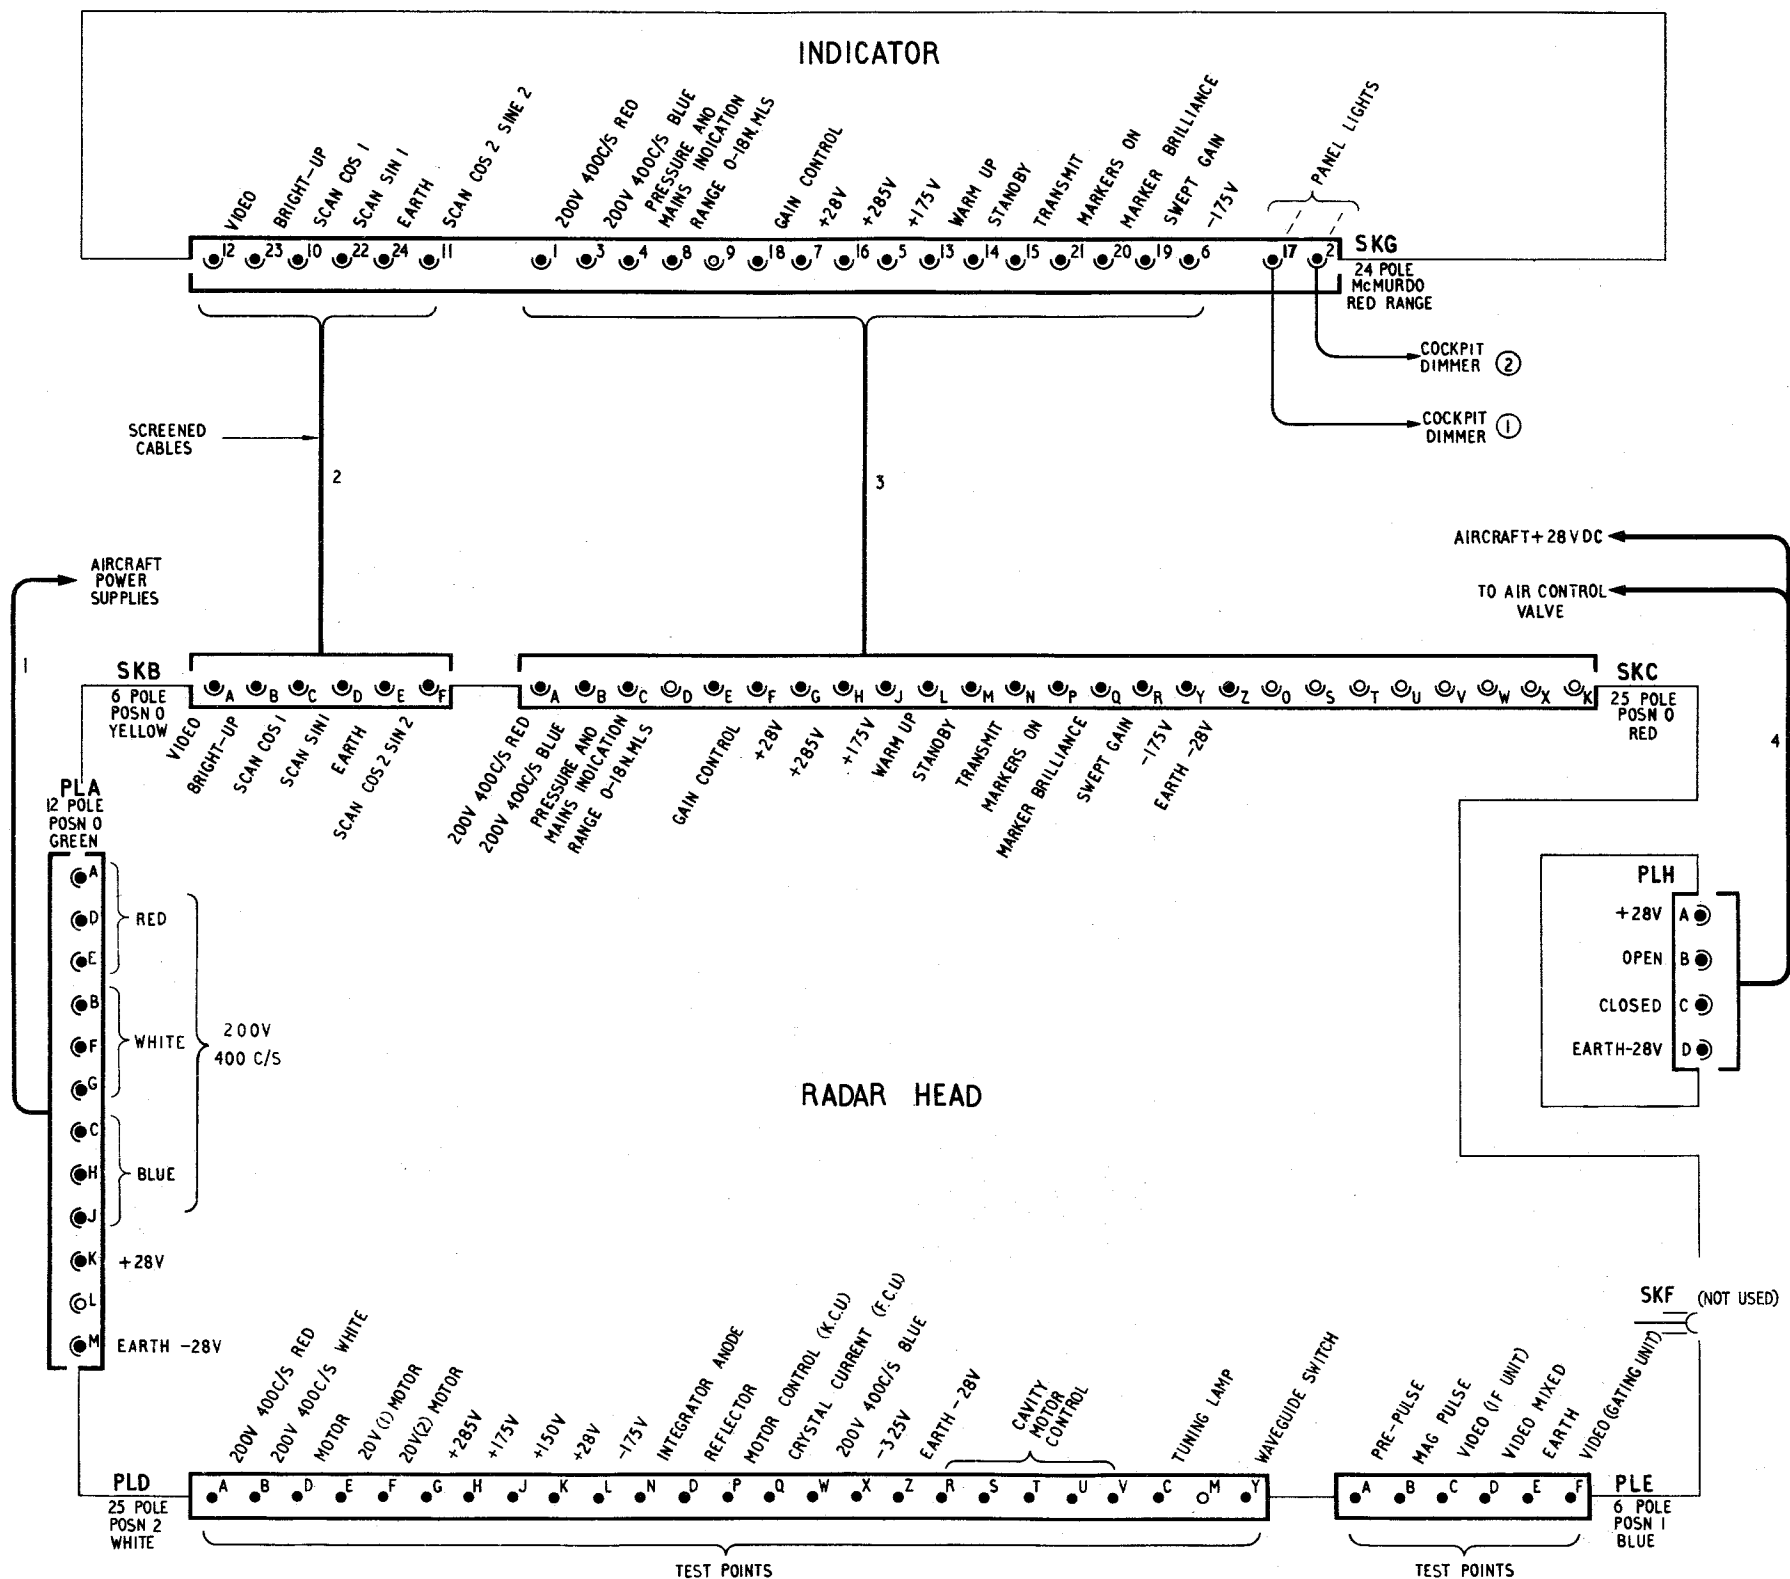 INDICATOR
VIDEO
BRIGHT-UP
SCAN COS 1
SCAN SIN 1
EARTH
SCAN COS 2 SINE 2
200V 400C/S RED
200V 400C/S BLUE
PRESSURE AND
MAINS INDICATION
RANGE 0-18N.MLS
GAIN CONTROL
+28V
+285V
+175V
WARM UP
STANDBY
TRANSMIT
MARKERS ON
MARKER BRILLIANCE
SWEPT GAIN
-175V
PANEL LIGHTS
12 23 10 22 24 11 1 3 4 8 9 18 7 16 5 13 14 15 21 20 19 6 17 2
SKG
24 POLE
McMURDO
RED RANGE
COCKPIT
DIMMER 2
COCKPIT
DIMMER 1
SCREENED
CABLES
2
3
AIRCRAFT
POWER
SUPPLIES
1
AIRCRAFT+28VDC
TO AIR CONTROL
VALVE
4
SKB
6 POLE
POSN 0
YELLOW
A B C D E F
VIDEO
BRIGHT-UP
SCAN COS 1
SCAN SIN 1
EARTH
SCAN COS 2 SIN 2
A B C D E F G H J L M N P Q R Y Z O S T U V W X K
SKC
25 POLE
POSN 0
RED
200V 400C/S RED
200V 400C/S BLUE
PRESSURE AND
MAINS INDICATION
RANGE 0-18N.MLS
GAIN CONTROL
+28V
+285V
+175V
WARM UP
STANDBY
TRANSMIT
MARKERS ON
MARKER BRILLIANCE
SWEPT GAIN
-175V
EARTH -28V
PLA
12 POLE
POSN 0
GREEN
A
D
E
RED
B
F
G
WHITE
C
H
J
BLUE
200V
400 C/S
K +28V
L
M EARTH -28V
RADAR HEAD
PLH
+28V A
OPEN B
CLOSED C
EARTH-28V D
SKF (NOT USED)
200V 400C/S RED
200V 400C/S WHITE
MOTOR
20V(1) MOTOR
20V(2) MOTOR
+285V
+175V
+150V
+28V
-175V
INTEGRATOR ANODE
REFLECTOR
MOTOR CONTROL (K.C.U)
CRYSTAL CURRENT (F.C.U)
200V 400C/S BLUE
-325V
EARTH -28V
CAVITY
MOTOR
CONTROL
TUNING LAMP
WAVEGUIDE SWITCH
PRE-PULSE
MAG PULSE
VIDEO (IF UNIT)
VIDEO MIXED
EARTH
VIDEO(GATING UNIT)
PLD
25 POLE
POSN 2
WHITE
A B D E F G H J K L N D P Q W X Z R S T U V C M Y
A B C D E F
PLE
6 POLE
POSN 1
BLUE
TEST POINTS
TEST POINTS